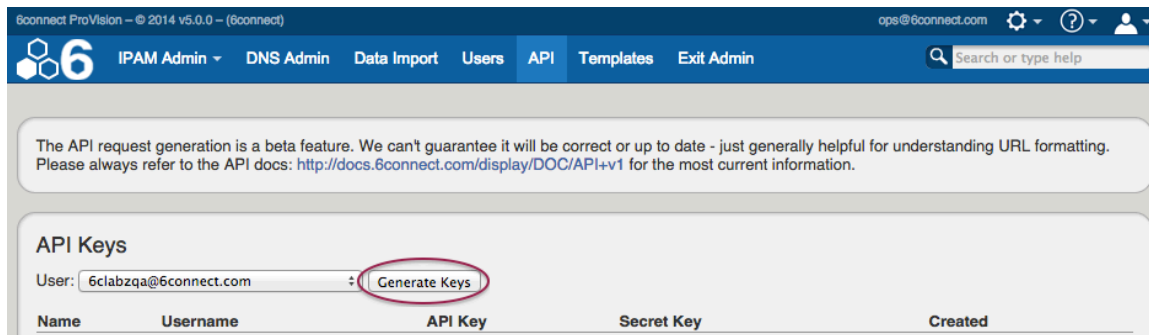 6connect ProVision – © 2014 v5.0.0 – (6connect)
ops@6connect.com
6 IPAM Admin DNS Admin Data Import Users API Templates Exit Admin Search or type help
The API request generation is a beta feature. We can't guarantee it will be correct or up to date - just generally helpful for understanding URL formatting.
Please always refer to the API docs: http://docs.6connect.com/display/DOC/API+v1 for the most current information.
API Keys
User: 6clabzqa@6connect.com Generate Keys
Name Username API Key Secret Key Created